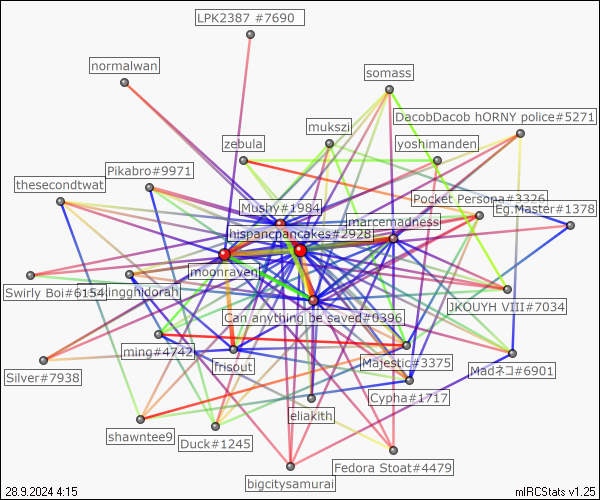 LPK2387 #7690
normalwan
somass
DacobDacob hORNY police#5271
mukszi
zebula
yoshimanden
Pikabro#9971
thesecondtwat
Pocket Persona#3326
Mushy#1984
Eg.Master#1378
marcemadness
hispancpancakes#2928
moonraven
Swirly Boi#6154
JKOUYH VIII#7034
Can anything be saved#0396
ming#4742
Majestic#3375
frisout
Madネコ#6901
Silver#7938
Cypha#1717
eliakith
shawntee9
Duck#1245
Fedora Stoat#4479
bigcitysamurai
28.9.2024 4:15
mIRCStats v1.25